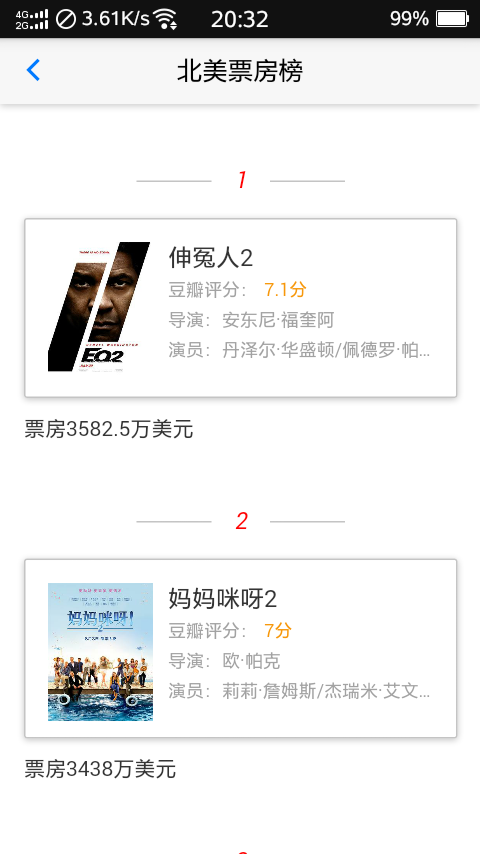 4G 2G 3.61K/s 20:32 99%
北美票房榜
1
伸冤人2
豆瓣评分： 7.1分
导演：安东尼·福奎阿
演员：丹泽尔·华盛顿/佩德罗·帕...
EQ2
票房3582.5万美元
2
妈妈咪呀2
豆瓣评分： 7分
导演：欧·帕克
演员：莉莉·詹姆斯/杰瑞米·艾文...
妈妈咪呀!
2
票房3438万美元